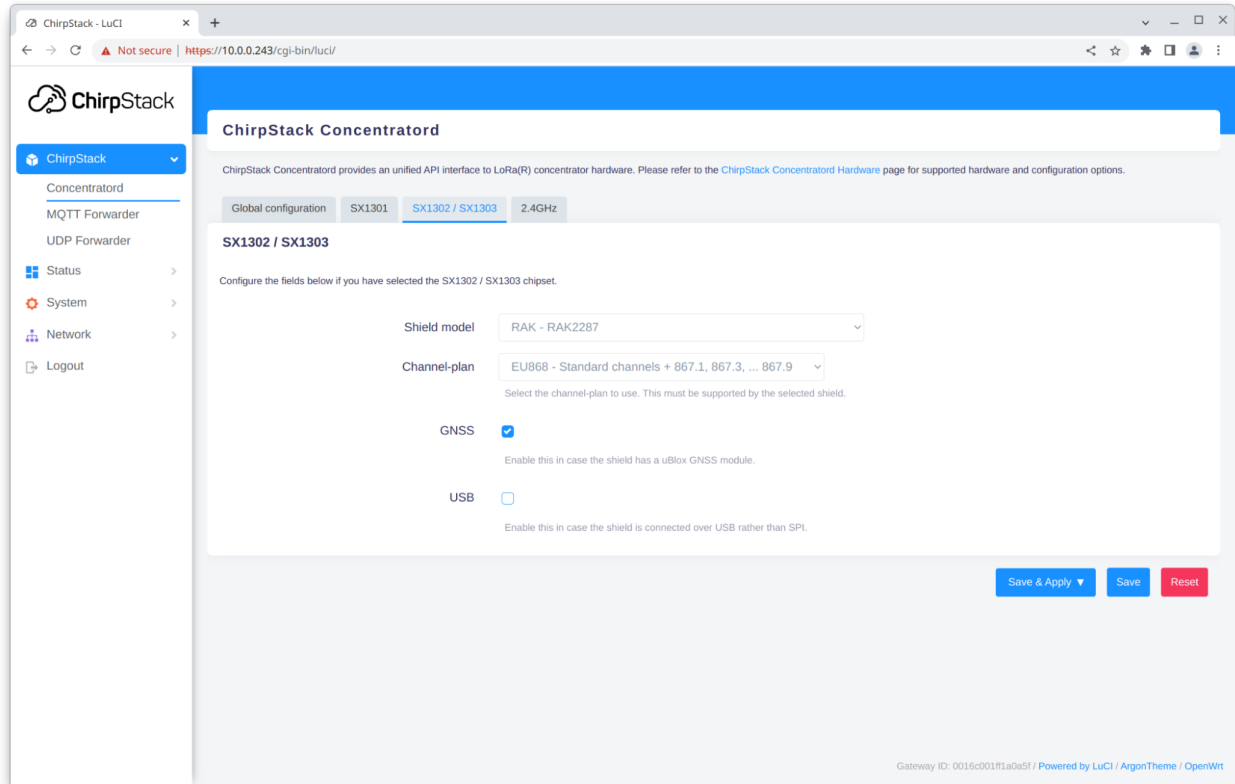 ChirpStack - LuCI
Not secure | https://10.0.0.243/cgi-bin/luci/
ChirpStack
ChirpStack
Concentratord
MQTT Forwarder
UDP Forwarder
Status
System
Network
Logout
ChirpStack Concentratord
ChirpStack Concentratord provides an unified API interface to LoRa(R) concentrator hardware. Please refer to the ChirpStack Concentratord Hardware page for supported hardware and configuration options.
Global configuration SX1301 SX1302 / SX1303 2.4GHz
SX1302 / SX1303
Configure the fields below if you have selected the SX1302 / SX1303 chipset.
Shield model RAK - RAK2287
Channel-plan EU868 - Standard channels + 867.1, 867.3, ... 867.9
Select the channel-plan to use. This must be supported by the selected shield.
GNSS
Enable this in case the shield has a uBlox GNSS module.
USB
Enable this in case the shield is connected over USB rather than SPI.
Save & Apply ▼ Save Reset
Gateway ID: 0016c001ff1a0a5f / Powered by LuCI / ArgonTheme / OpenWrt